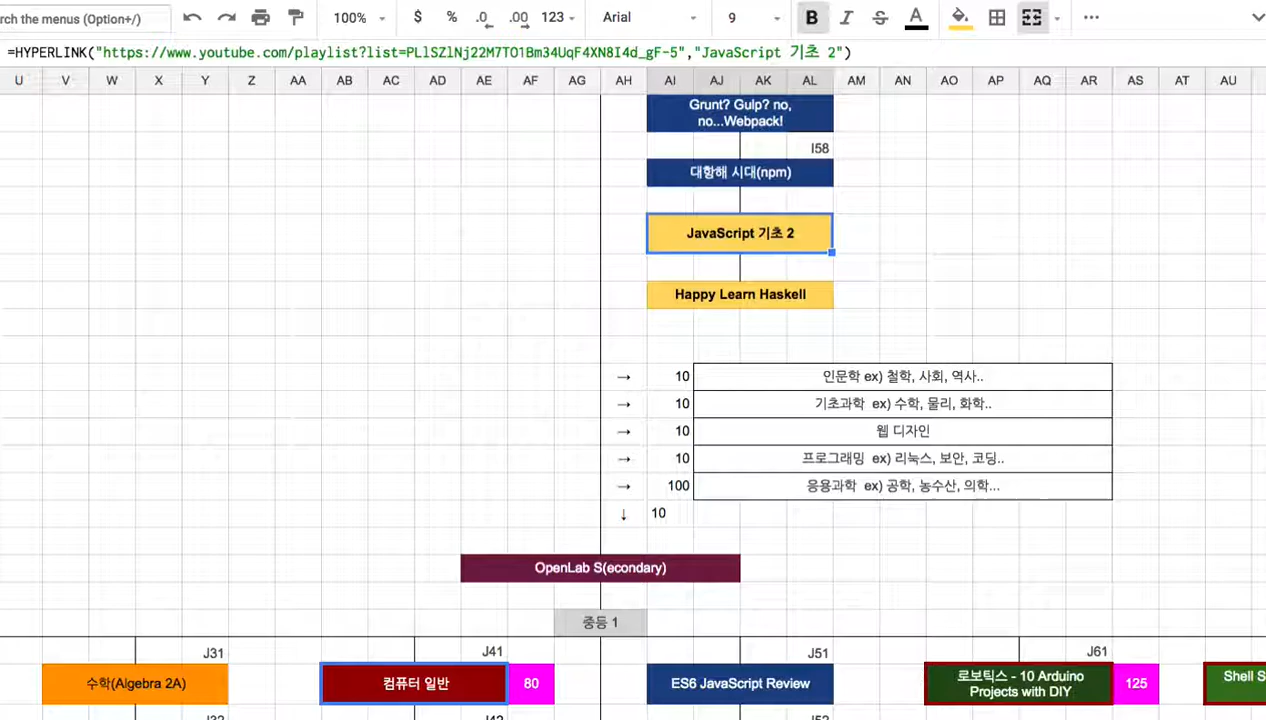 rch the menus (Option+/)
100%
$
%
.0
.00
123
Arial
9
B
I
S
A
=HYPERLINK("https://www.youtube.com/playlist?list=PLlSZlNj22M7TO1Bm34UqF4XN8I4d_gF-5","JavaScript 기초 2")
U V W X Y Z AA AB AC AD AE AF AG AH AI AJ AK AL AM AN AO AP AQ AR AS AT AU
Grunt? Gulp? no,
no...Webpack!
I58
대항해 시대(npm)
JavaScript 기초 2
Happy Learn Haskell
→ 10 인문학 ex) 철학, 사회, 역사..
→ 10 기초과학 ex) 수학, 물리, 화학..
→ 10 웹 디자인
→ 10 프로그래밍 ex) 리눅스, 보안, 코딩..
→ 100 응용과학 ex) 공학, 농수산, 의학...
↓ 10
OpenLab S(econdary)
중등 1
J31 J41 J51 J61
수학(Algebra 2A)
컴퓨터 일반
80
ES6 JavaScript Review
로보틱스 - 10 Arduino
Projects with DIY
125
Shell S